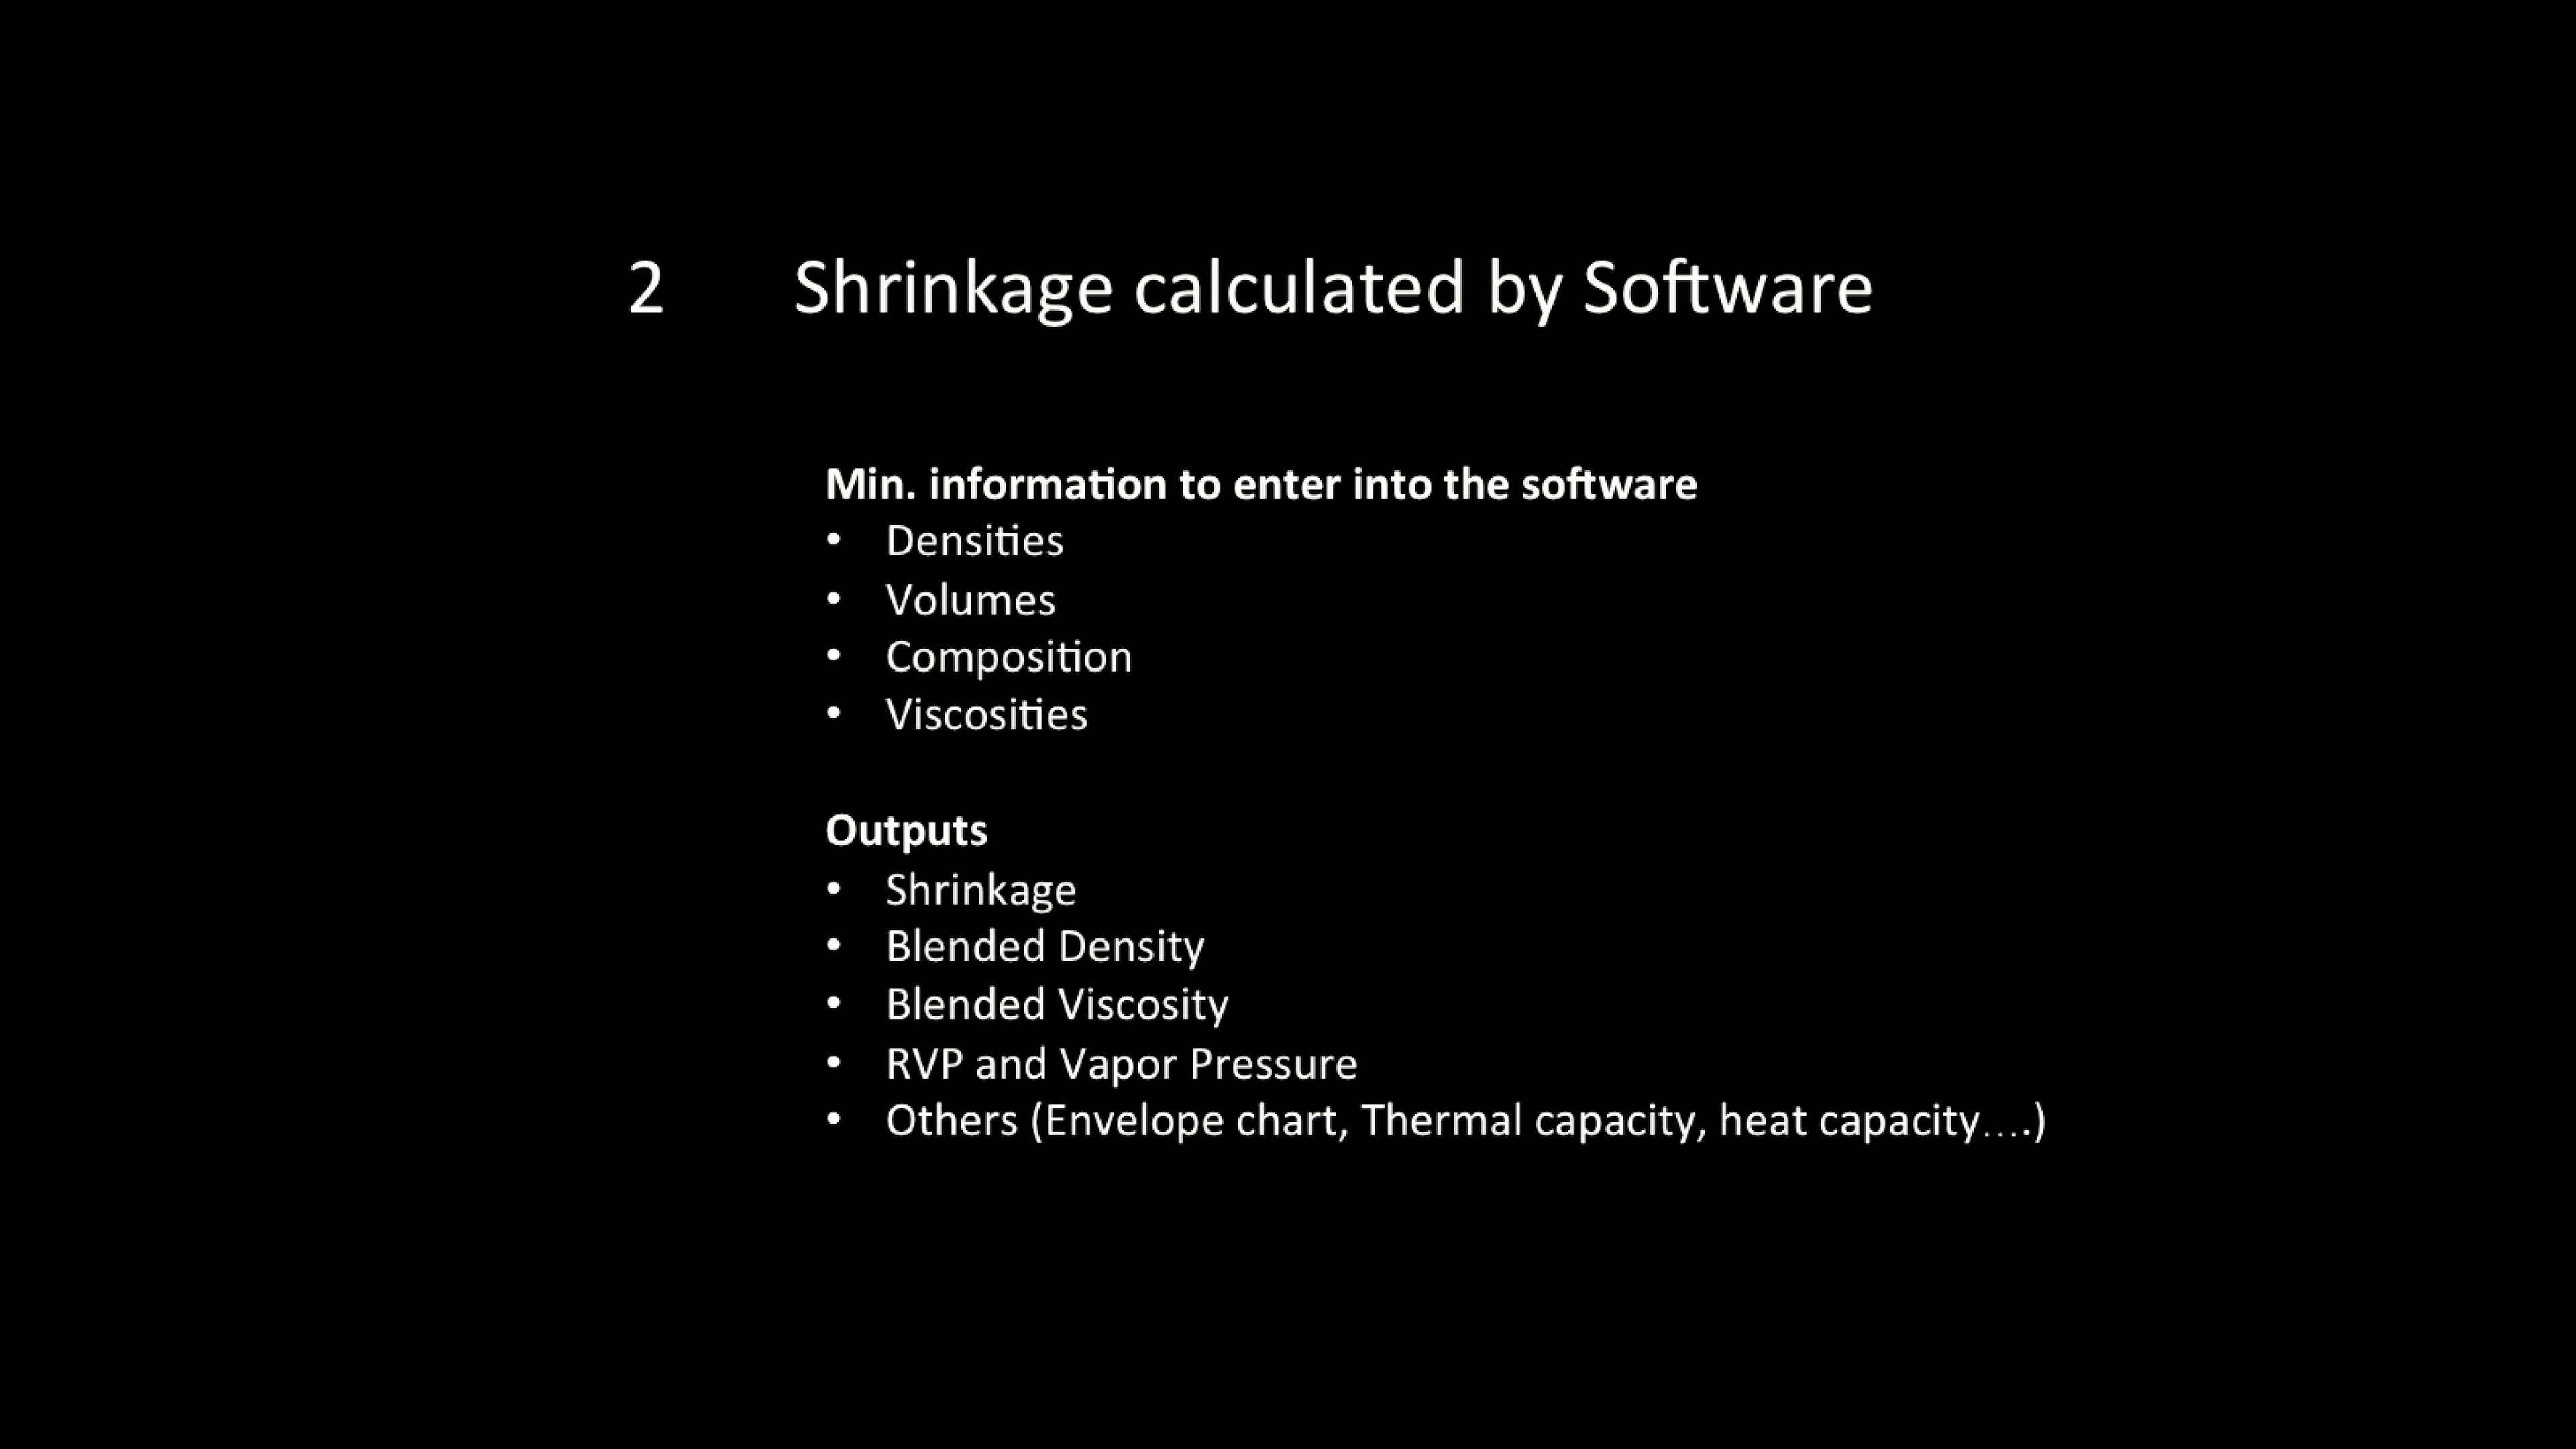 2 Shrinkage calculated by Software
Min. information to enter into the software
• Densities
• Volumes
• Composition
• Viscosities
Outputs
• Shrinkage
• Blended Density
• Blended Viscosity
• RVP and Vapor Pressure
• Others (Envelope chart, Thermal capacity, heat capacity….)